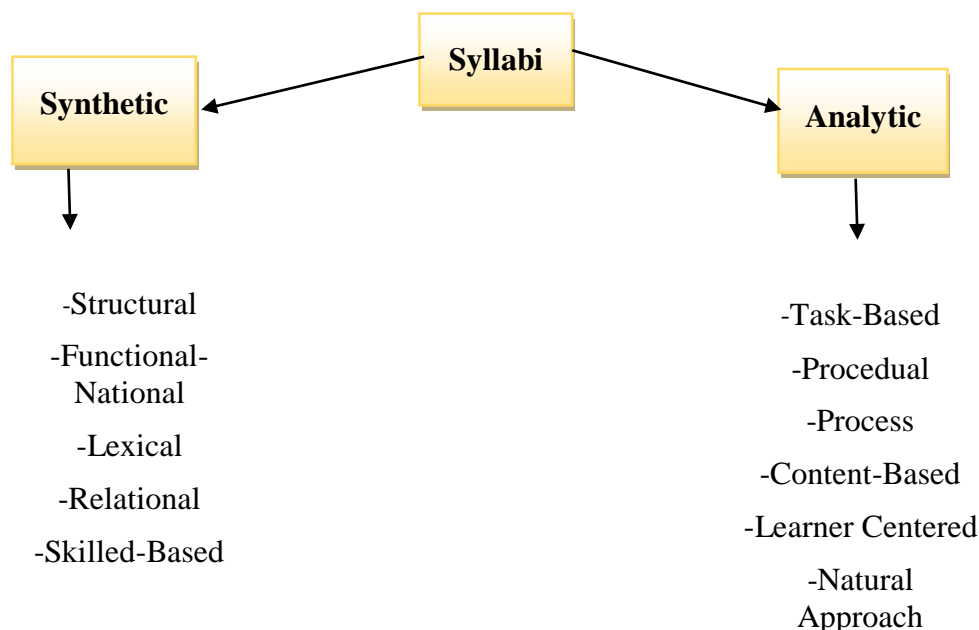 Syllabi
Synthetic
Analytic
-Structural
-Functional-
National
-Lexical
-Relational
-Skilled-Based
-Task-Based
-Procedual
-Process
-Content-Based
-Learner Centered
-Natural
Approach